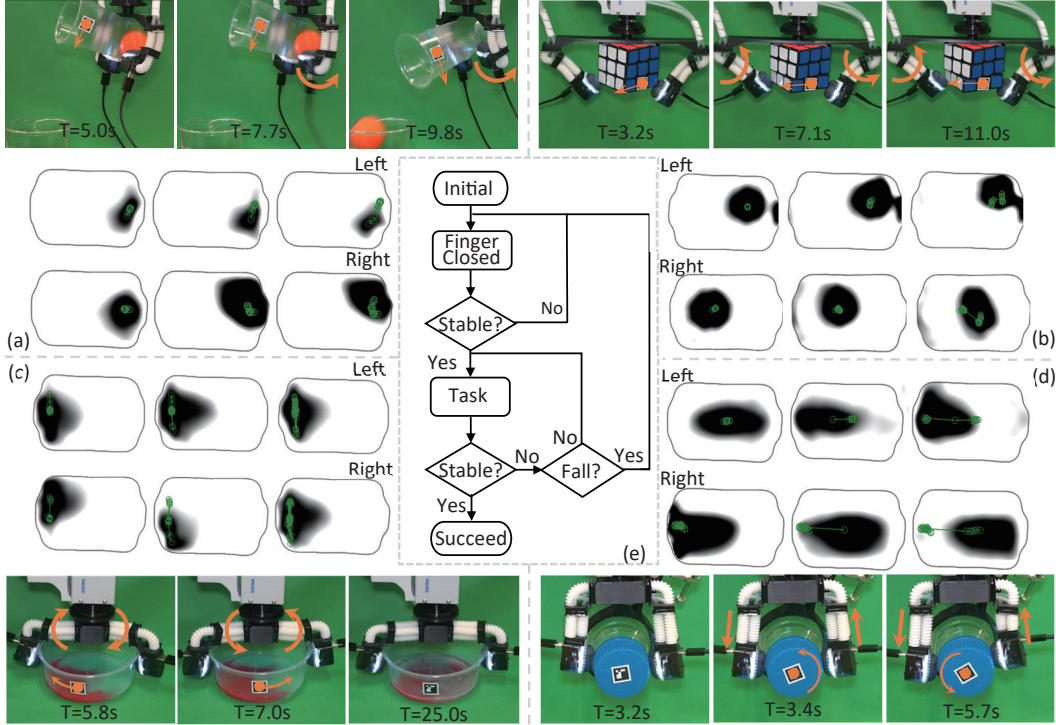 T=5.0s
T=7.7s
T=9.8s
T=3.2s
T=7.1s
T=11.0s
Left
Right
(a)
Left
Right
(b)
(c)
Left
Right
(d)
Left
Right
Initial
Finger
Closed
Stable?
No
Yes
Task
No
Stable?
No
Fall?
Yes
Yes
Succeed
(e)
T=5.8s
T=7.0s
T=25.0s
T=3.2s
T=3.4s
T=5.7s